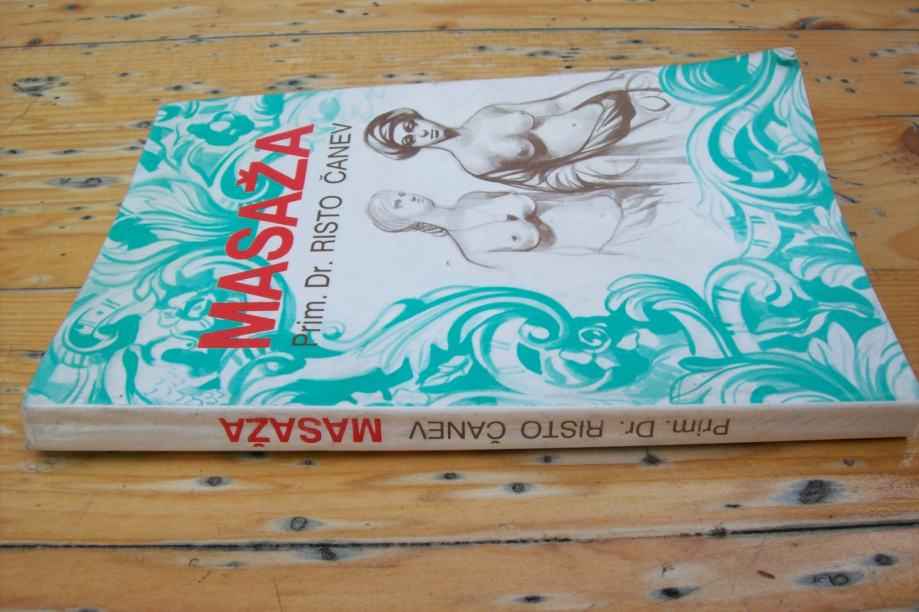 MASAŽA
Prim. Dr. RISTO ČANEV
Prim. Dr. RISTO ČANEV MASAŽA